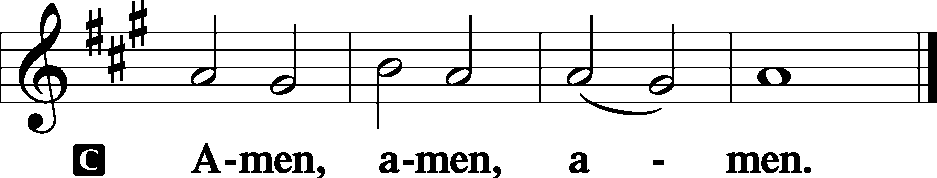 C A-men, a-men, a - men.